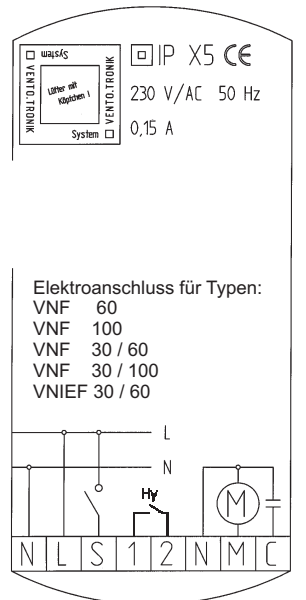 System
VENTO.TRONIK
Lüfter mit
Köpfchen !
VENTO.TRONIK
System
IP X5 CE
230 V/AC 50 Hz
0,15 A
Elektroanschluss für Typen:
VNF 60
VNF 100
VNF 30 / 60
VNF 30 / 100
VNIEF 30 / 60
L
N
Hy
M
N L S 1 2 N M C